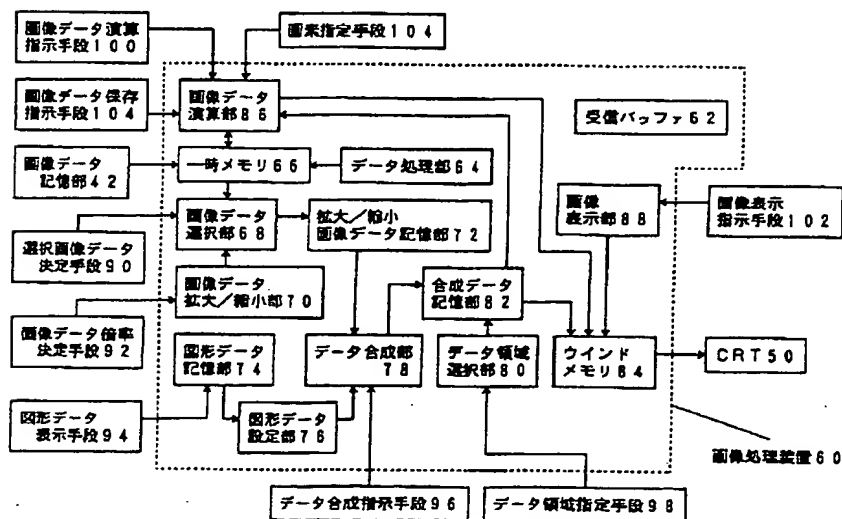 画像データ演算
指示手段100
画素指定手段104
画像データ保存
指示手段104
画像データ
演算部86
受信バッファ62
画像データ
記憶部42
一時メモリ66
データ処理部64
画像データ
選択部68
拡大/縮小
画像データ記憶部72
画像
表示部88
画像表示
指示手段102
選択画像データ
決定手段90
画像データ
拡大/縮小部70
合成データ
記憶部82
画像データ倍率
決定手段92
図形データ
記憶部74
データ合成部
78
データ領域
選択部80
ウインド
メモリ84
CRT50
図形データ
表示手段94
図形データ
設定部76
画像処理装置60
データ合成指示手段96
データ領域指定手段98